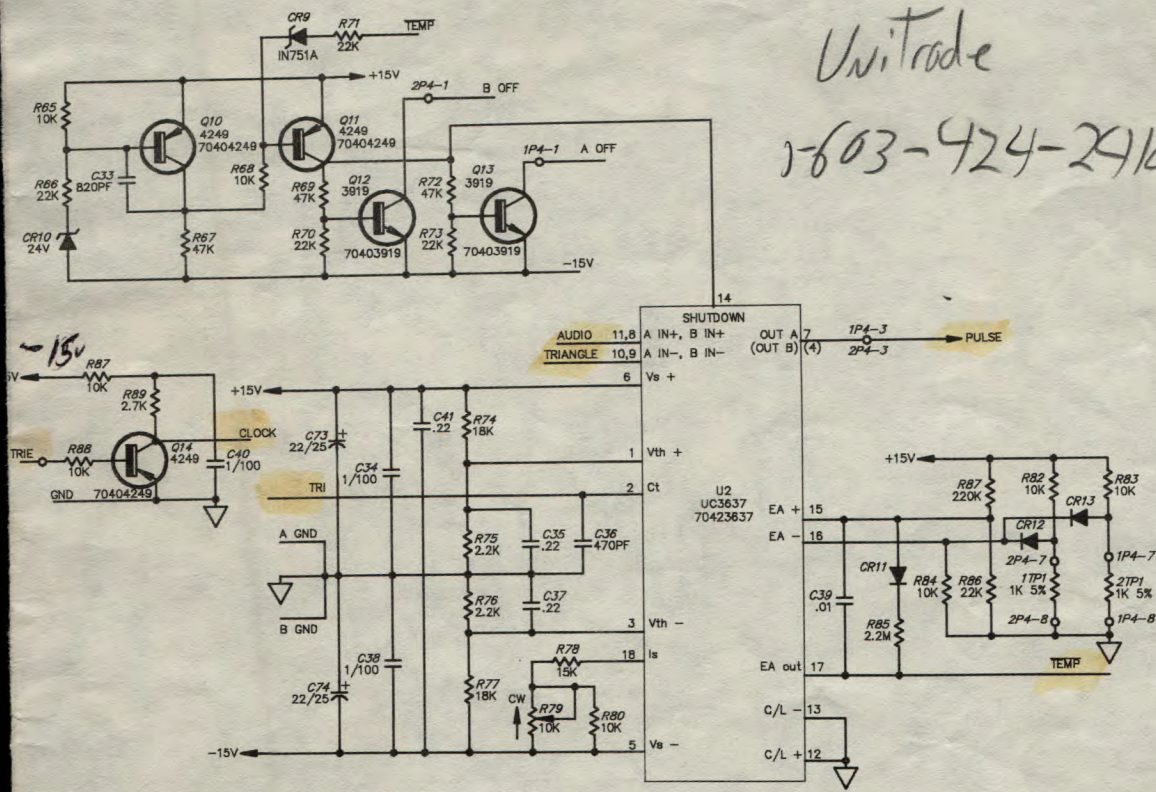 CR9
IN751A
R71
22K
TEMP
UniTrode
1-603-424-241
+15V
2P4-1
B OFF
R65
10K
Q10
4249
70404249
Q11
4249
70404249
1P4-1
A OFF
C33
820PF
R68
10K
R66
22K
R69
47K
Q12
3919
R72
47K
Q13
3919
CR10
24V
R67
47K
R70
22K
70403919
R73
22K
70403919
-15V
14
SHUTDOWN
AUDIO 11,8 A IN+, B IN+
TRIANGLE 10,9 A IN-, B IN-
OUT A 7
(OUT B) (4)
1P4-3
2P4-3
PULSE
-15v
5V
R87
10K
R89
2.7K
+15V
6 Vs +
CLOCK
TRIE
R88
10K
Q14
4249
C40
1/100
GND
70404249
C73
22/25
C34
1/100
C41
.22
R74
18K
1 Vth +
TRI
2 Ct
U2
UC3637
70423637
+15V
R87
220K
R82
10K
R83
10K
CR13
EA + 15
EA - 16
CR12
A GND
R75
2.2K
C35
.22
C36
470PF
2P4-7
1P4-7
CR11
R84
10K
R86
22K
1TP1
1K 5%
2TP1
1K 5%
C39
.01
R76
2.2K
C37
.22
B GND
R85
2.2M
2P4-8
1P4-8
3 Vth -
C74
22/25
C38
1/100
R77
18K
R78
15K
18 Is
EA out 17
TEMP
CW
R79
10K
R80
10K
C/L - 13
-15V
5 Vs -
C/L + 12